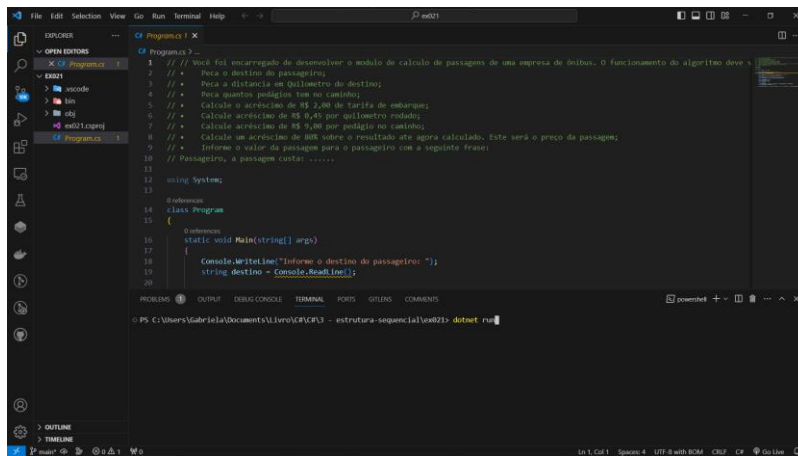 File Edit Selection View Go Run Terminal Help
ex021
EXPLORER
OPEN EDITORS
Program.cs 1
EX021
.vscode
bin
obj
ex021.csproj
Program.cs 1
OUTLINE
TIMELINE
Program.cs 1
Program.cs > ...
1 // // Você foi encarregado de desenvolver o modulo de calculo de passagens de uma empresa de ônibus. O funcionamento do algoritmo deve s
2 // • Peca o destino do passageiro;
3 // • Peca a distancia em Quilometro do destino;
4 // • Peca quantos pedágios tem no caminho;
5 // • Calcule o acréscimo de R$ 2,00 de tarifa de embarque;
6 // • Calcule acréscimo de R$ 0,45 por quilometro rodado;
7 // • Calcule acréscimo de R$ 9,00 por pedágio no caminho;
8 // • Calcule um acréscimo de 80% sobre o resultado ate agora calculado. Este será o preço da passagem;
9 // • Informe o valor da passagem para o passageiro com a seguinte frase:
10 // Passageiro, a passagem custa: ......
11
12 using System;
13
0 references
14 class Program
15 {
0 references
16 static void Main(string[] args)
17 {
18 Console.WriteLine("Informe o destino do passageiro: ");
19 string destino = Console.ReadLine();
20
PROBLEMS 1 OUTPUT DEBUG CONSOLE TERMINAL PORTS GITLENS COMMENTS
powershell
PS C:\Users\Gabriela\Documents\Livro\C#\C#\3 - estrutura-sequencial\ex021> dotnet run
main* 0 1 0
Ln 1, Col 1 Spaces: 4 UTF-8 with BOM CRLF C# Go Live